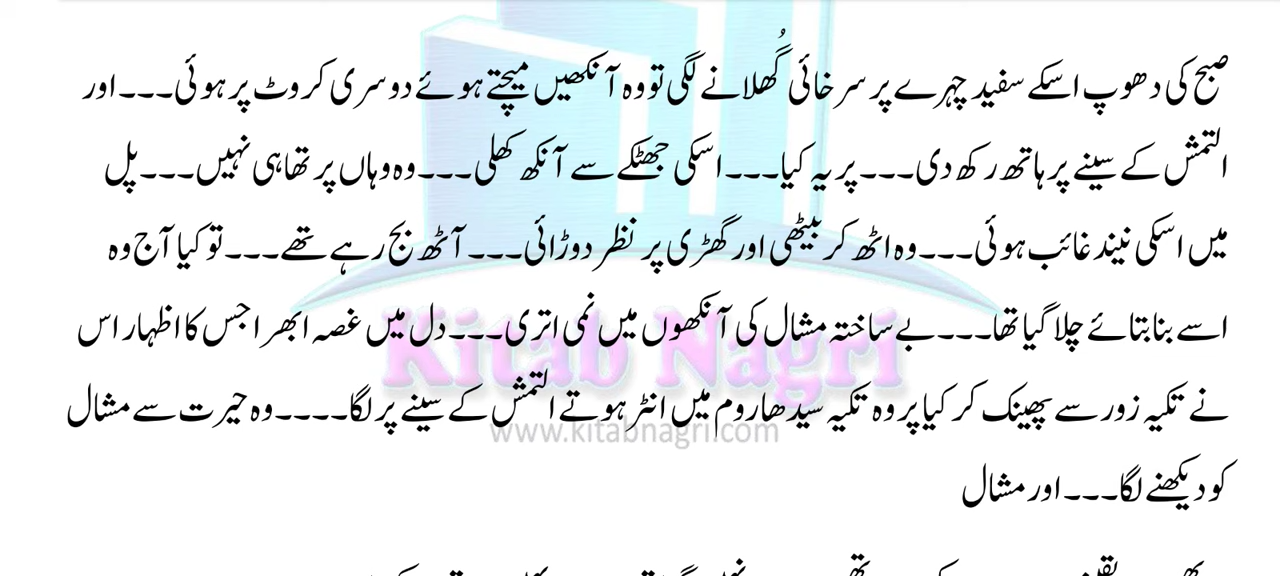 صبح کی دھوپ اسکے سفید چہرے پر سرخائی گُھلانے لگی تو وہ آنکھیں میچتے ہوئے دوسری کروٹ پر ہوئی۔۔۔اور
التمش کے سینے پر ہاتھ رکھ دی۔۔۔پر یہ کیا۔۔۔اسکی جھٹکے سے آنکھ کھلی۔۔۔وہ وہاں پر تھا ہی نہیں۔۔۔پل
میں اسکی نیند غائب ہوئی۔۔۔وہ اٹھ کر بیٹھی اور گھڑی پر نظر دوڑائی۔۔۔آٹھ بج رہے تھے۔۔۔تو کیا آج وہ
اسے بنا بتائے چلا گیا تھا۔۔۔بے ساختہ مشال کی آنکھوں میں نمی اتری۔۔۔دل میں غصہ ابھرا جس کا اظہار اس
نے تکیہ زور سے پھینک کر کیا پر وہ تکیہ سیدھا روم میں انٹر ہوتے التمش کے سینے پر لگا۔۔۔۔وہ حیرت سے مشال
کو دیکھنے لگا۔۔۔اور مشال
Kitab Nagri
www.kitabnagri.com